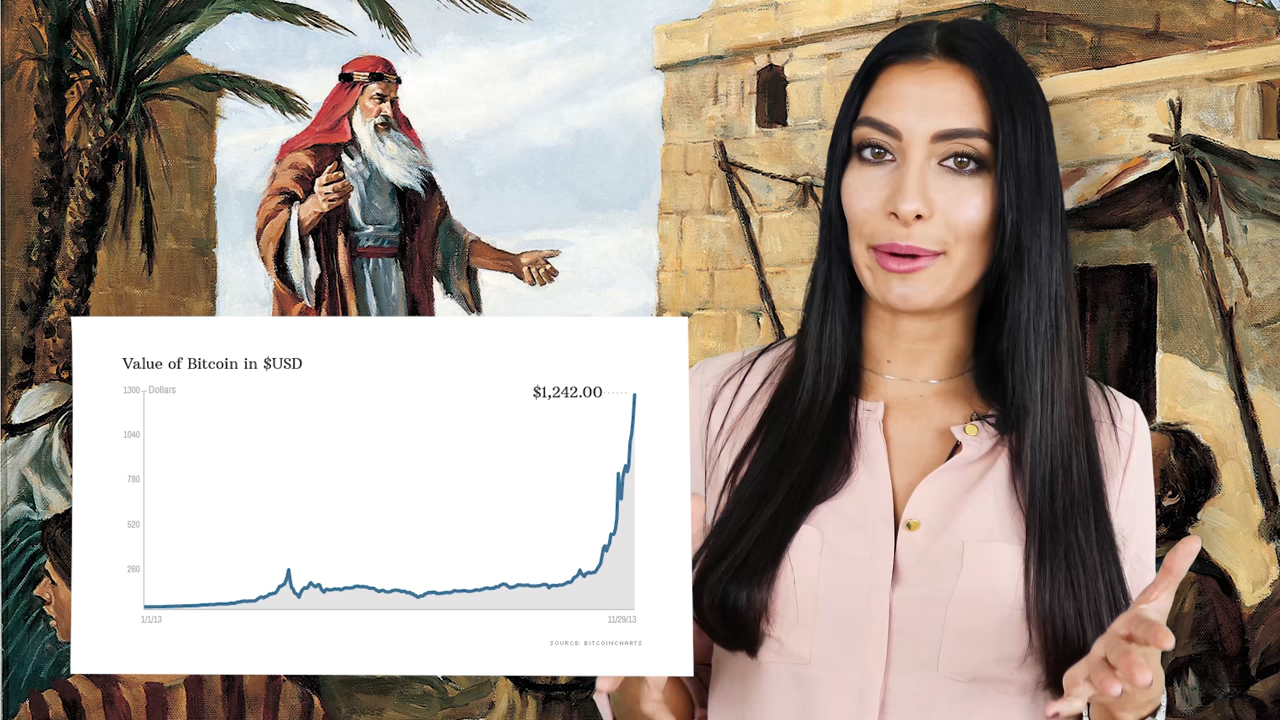 Value of Bitcoin in $USD
1300
Dollars
$1,242.00
1040
780
520
260
1/1/13
11/29/13
SOURCE: BITCOINCHARTS